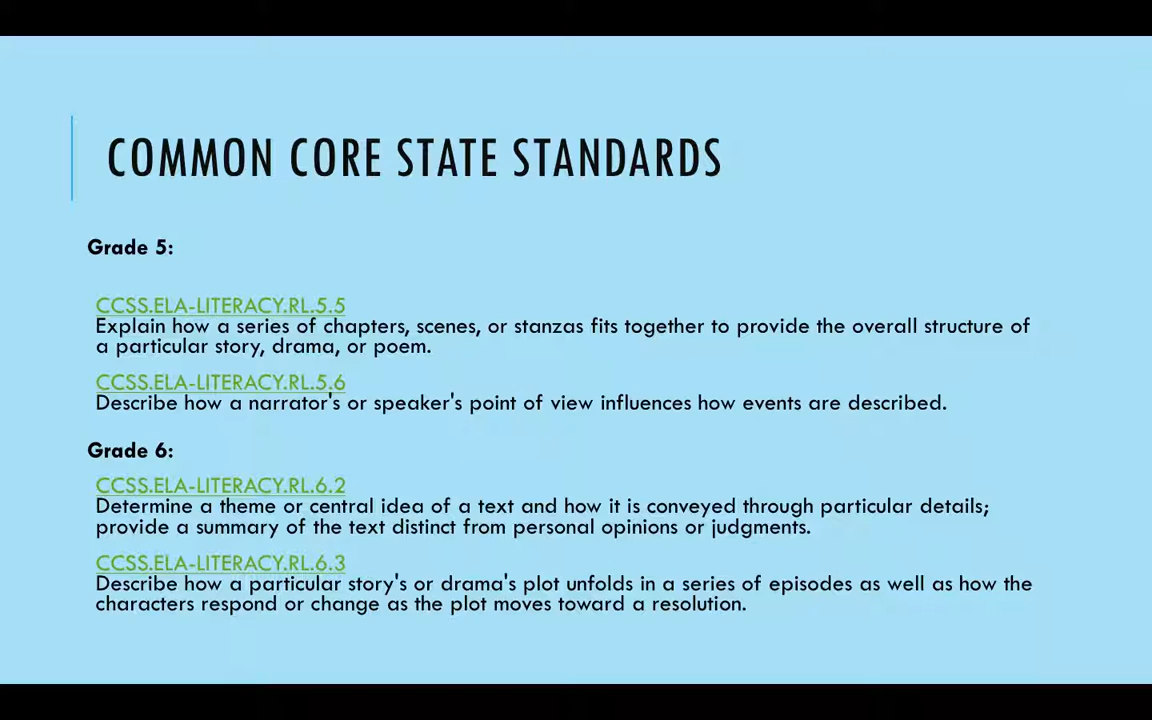 COMMON CORE STATE STANDARDS
Grade 5:
CCSS.ELA-LITERACY.RL.5.5
Explain how a series of chapters, scenes, or stanzas fits together to provide the overall structure of
a particular story, drama, or poem.
CCSS.ELA-LITERACY.RL.5.6
Describe how a narrator's or speaker's point of view influences how events are described.
Grade 6:
CCSS.ELA-LITERACY.RL.6.2
Determine a theme or central idea of a text and how it is conveyed through particular details;
provide a summary of the text distinct from personal opinions or judgments.
CCSS.ELA-LITERACY.RL.6.3
Describe how a particular story's or drama's plot unfolds in a series of episodes as well as how the
characters respond or change as the plot moves toward a resolution.